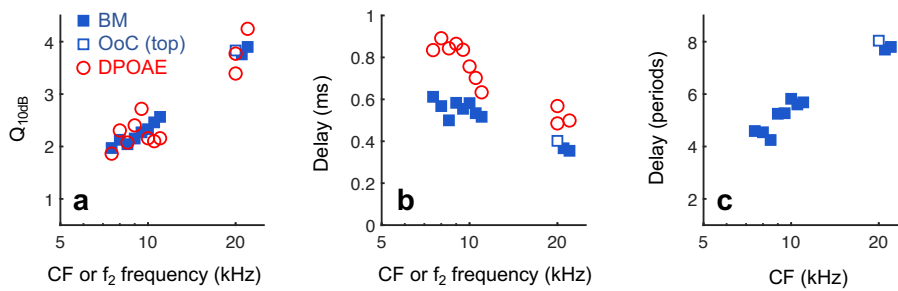 BM
OoC (top)
DPOAE
4
3
2
1
Q10dB
a
5
10
20
CF or f2 frequency (kHz)
1
0.8
0.6
0.4
0.2
0
Delay (ms)
b
5
10
20
CF or f2 frequency (kHz)
8
6
4
2
Delay (periods)
c
5
10
20
CF (kHz)